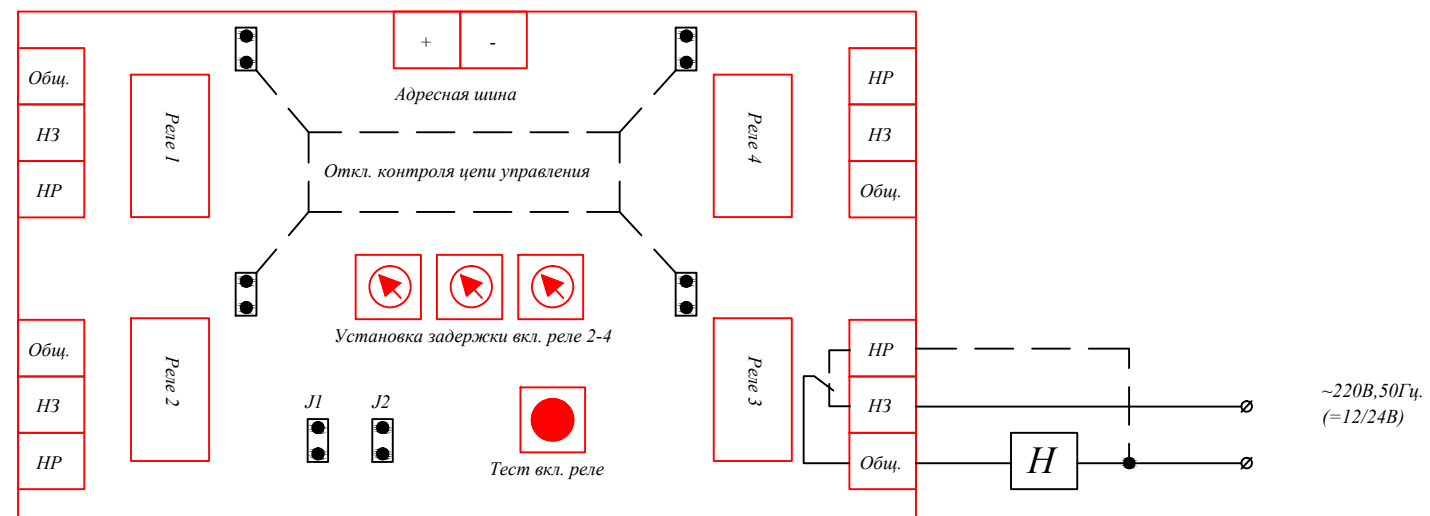 + -
Адресная шина
Общ.
НЗ
НР
Реле 1
Реле 4
НР
НЗ
Общ.
Откл. контроля цепи управления
Установка задержки вкл. реле 2-4
Общ.
НЗ
НР
Реле 2
J1 J2
Тест вкл. реле
Реле 3
НР
НЗ
Общ.
Н
~220В,50Гц.
(=12/24В)